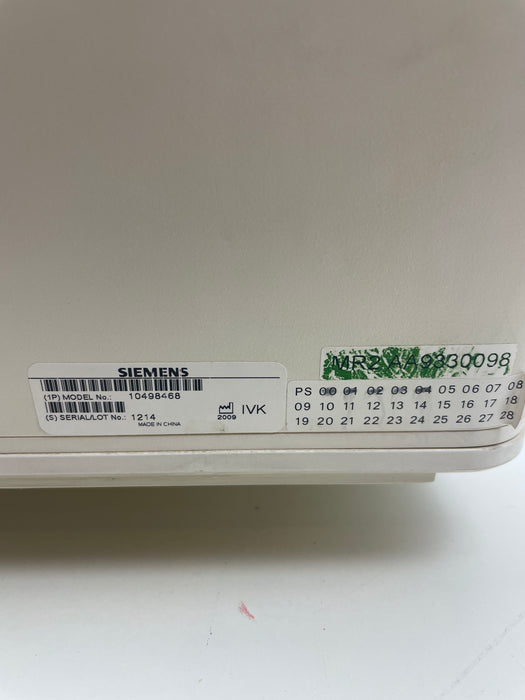 MR2 AA9330098
SIEMENS
(1P) MODEL No.: 10498468
(S) SERIAL/LOT No.: 1214
MADE IN CHINA
2009
IVK
PS 00 01 02 03 04 05 06 07 08
09 10 11 12 13 14 15 16 17 18
19 20 21 22 23 24 25 26 27 28